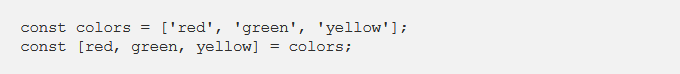 const colors = ['red', 'green', 'yellow'];
const [red, green, yellow] = colors;